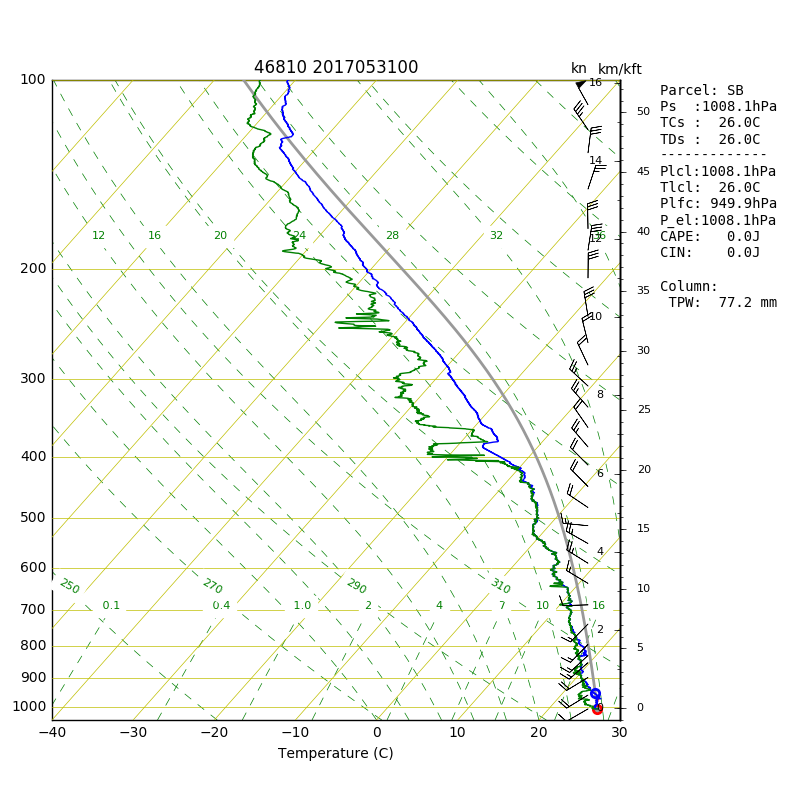 46810 2017053100
kn km/kft
Parcel: SB
Ps  :1008.1hPa
TCs :  26.0C
TDs :  26.0C
-------------
Plcl:1008.1hPa
Tlcl:  26.0C
Plfc: 949.9hPa
P_el:1008.1hPa
CAPE:    0.0J
CIN:    0.0J
Column:
TPW:  77.2 mm
100
200
300
400
500
600
700
800
900
1000
12 16 20 24 28 32 36
250 270 290 310
0.1 0.4 1.0 2 4 7 10 16
16
14
12
10
8
6
4
2
0
50
45
40
35
30
25
20
15
10
5
0
−40 −30 −20 −10 0 10 20 30
Temperature (C)